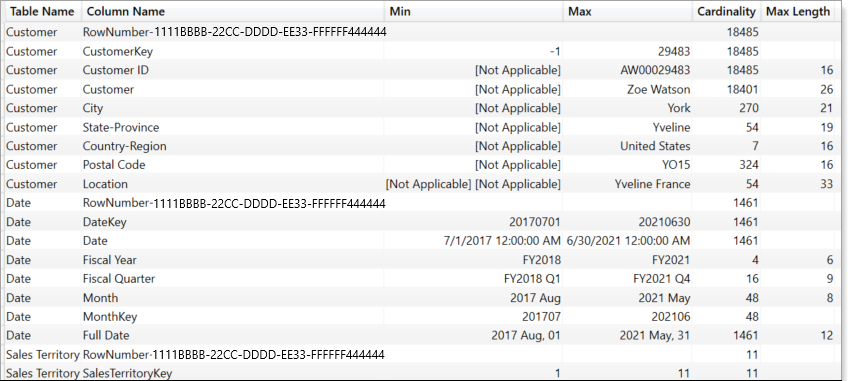 Table Name Column Name Min Max Cardinality Max Length
Customer RowNumber-1111BBBB-22CC-DDDD-EE33-FFFFFF444444 18485
Customer CustomerKey -1 29483 18485
Customer Customer ID [Not Applicable] AW00029483 18485 16
Customer Customer [Not Applicable] Zoe Watson 18401 26
Customer City [Not Applicable] York 270 21
Customer State-Province [Not Applicable] Yveline 54 19
Customer Country-Region [Not Applicable] United States 7 16
Customer Postal Code [Not Applicable] YO15 324 16
Customer Location [Not Applicable] [Not Applicable] Yveline France 54 33
Date RowNumber-1111BBBB-22CC-DDDD-EE33-FFFFFF444444 1461
Date DateKey 20170701 20210630 1461
Date Date 7/1/2017 12:00:00 AM 6/30/2021 12:00:00 AM 1461
Date Fiscal Year FY2018 FY2021 4 6
Date Fiscal Quarter FY2018 Q1 FY2021 Q4 16 9
Date Month 2017 Aug 2021 May 48 8
Date MonthKey 201707 202106 48
Date Full Date 2017 Aug, 01 2021 May, 31 1461 12
Sales Territory RowNumber-1111BBBB-22CC-DDDD-EE33-FFFFFF444444 11
Sales Territory SalesTerritoryKey 1 11 11